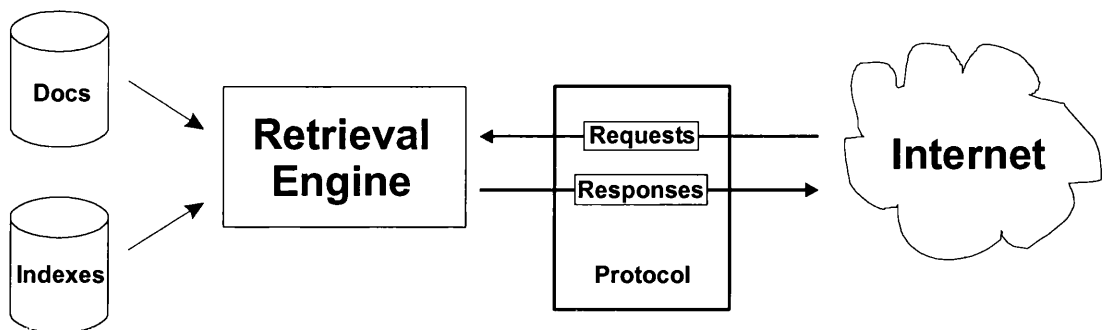 Docs
Retrieval
Engine
Requests
Responses
Internet
Indexes
Protocol